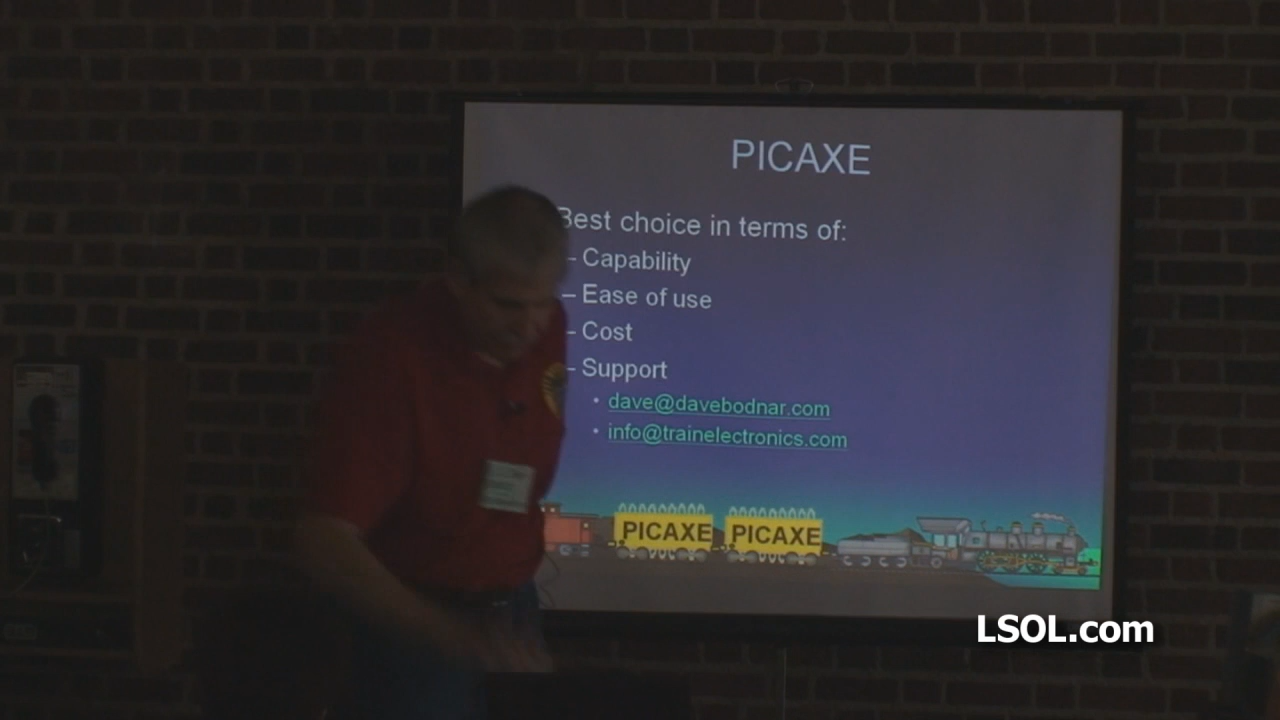 PICAXE
Best choice in terms of:
– Capability
– Ease of use
– Cost
– Support
• dave@davebodnar.com
• info@trainelectronics.com
PICAXE PICAXE
LSOL.com